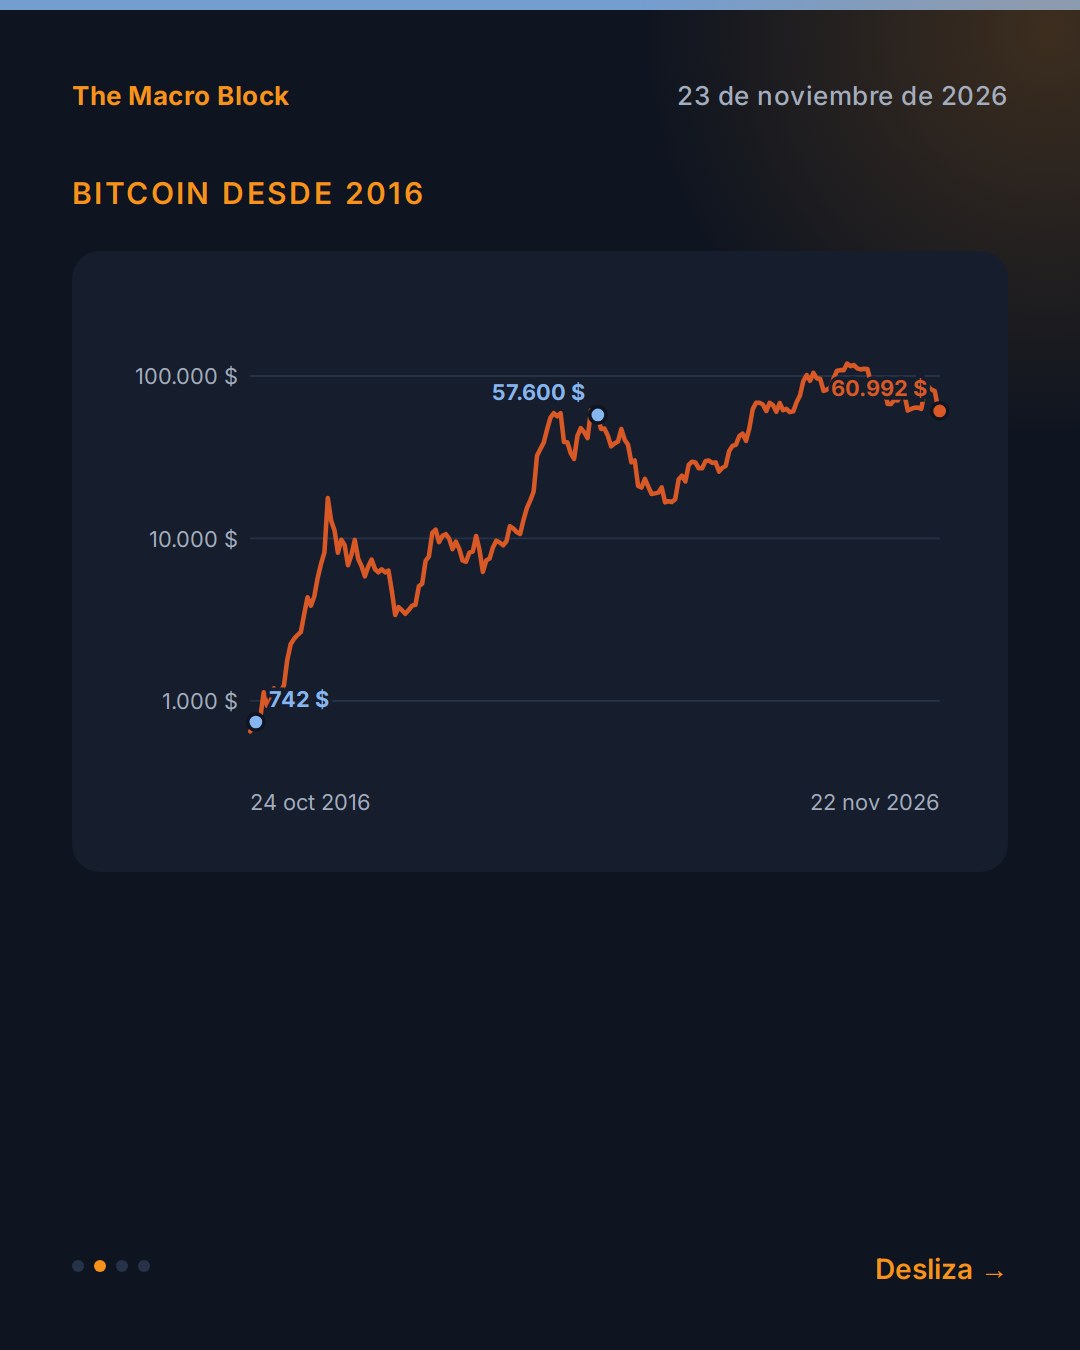 The Macro Block
23 de noviembre de 2026
BITCOIN DESDE 2016
100.000 $
57.600 $
60.992 $
10.000 $
1.000 $
742 $
24 oct 2016
22 nov 2026
Desliza →